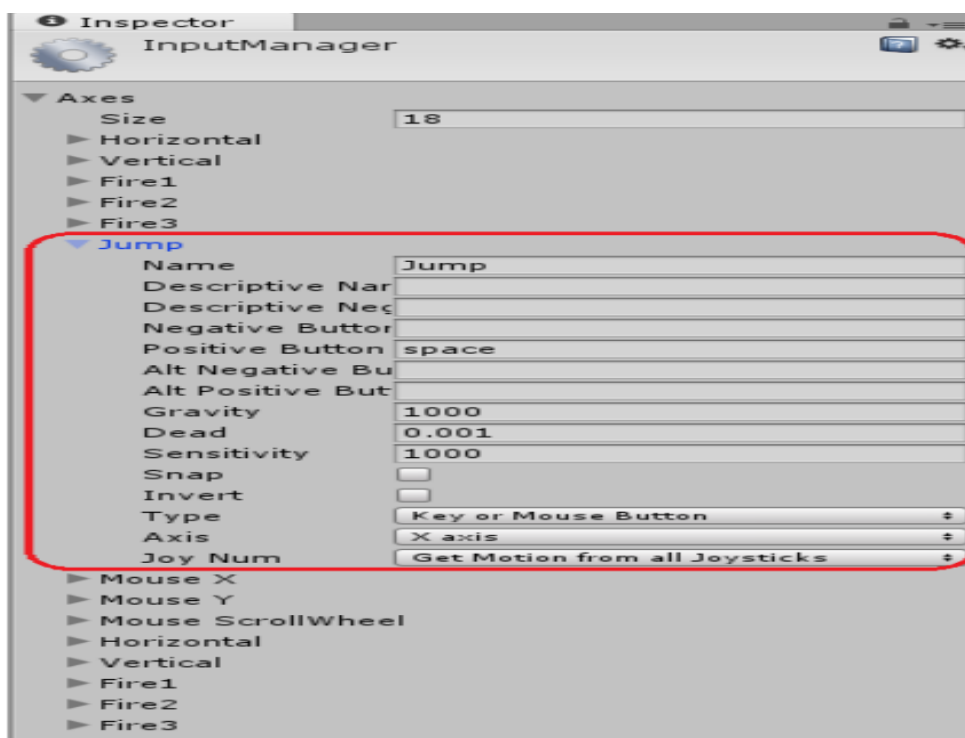 Inspector
InputManager
Axes
Size 18
Horizontal
Vertical
Fire1
Fire2
Fire3
Jump
Name Jump
Descriptive Nar
Descriptive Neg
Negative Buttor
Positive Button space
Alt Negative Bu
Alt Positive But
Gravity 1000
Dead 0.001
Sensitivity 1000
Snap
Invert
Type Key or Mouse Button
Axis X axis
Joy Num Get Motion from all Joysticks
Mouse X
Mouse Y
Mouse ScrollWheel
Horizontal
Vertical
Fire1
Fire2
Fire3